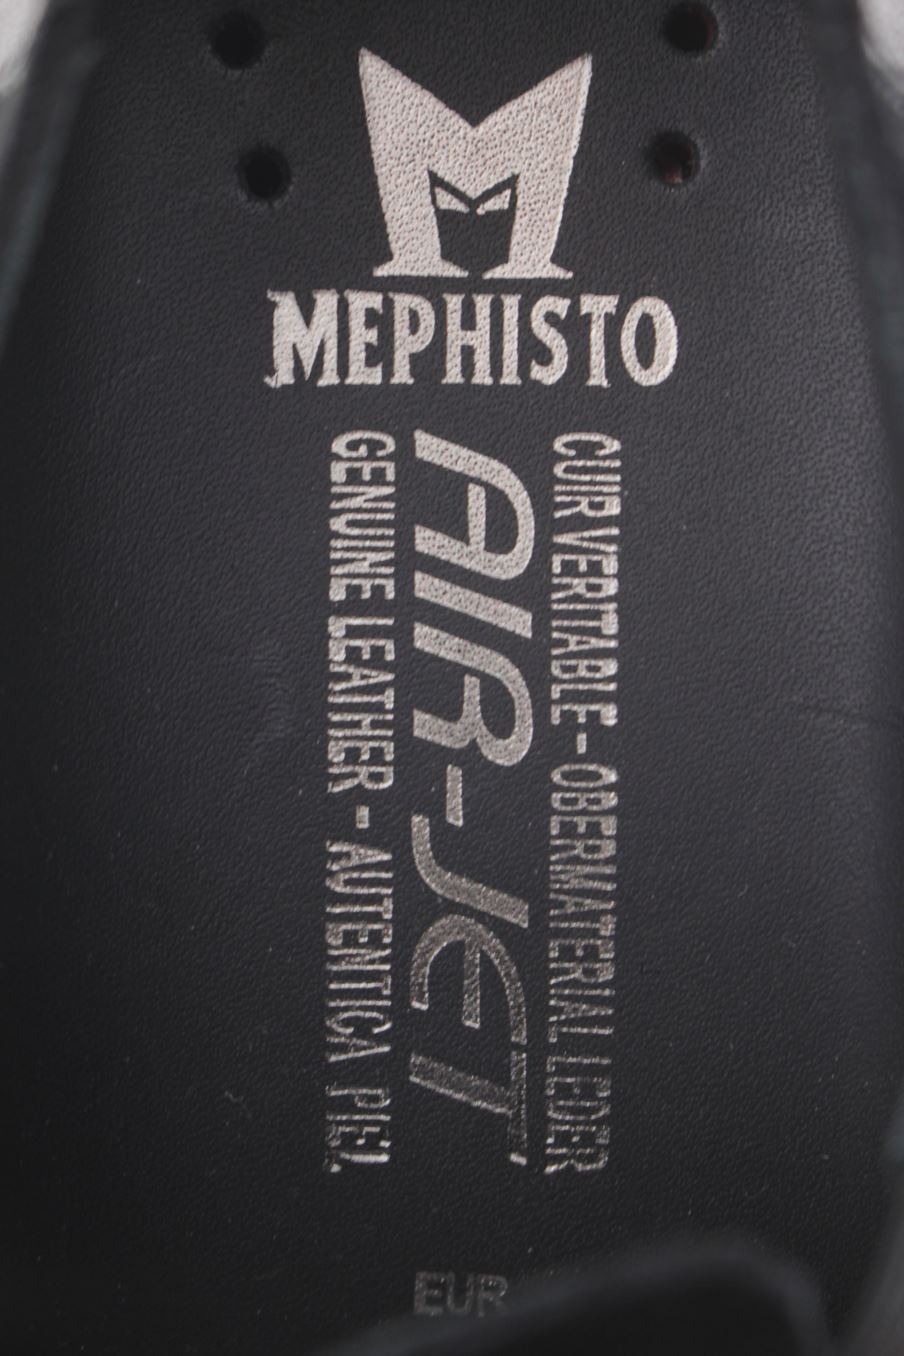 MEPHISTO
CUIR VERITABLE - OBERMATERIAL LEDER
AIR-JET
GENUINE LEATHER - AUTENTICA PIEL
EUR